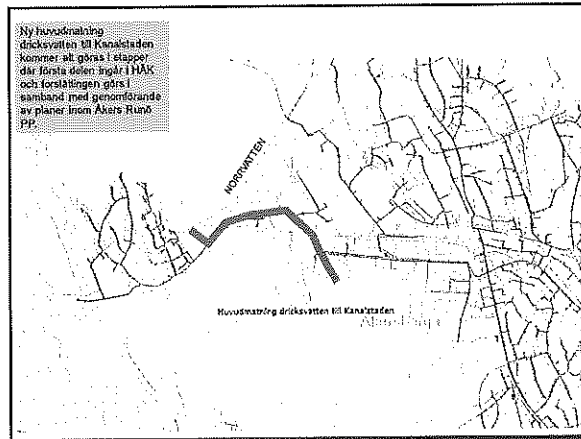 Ny huvudmatning
dricksvatten till Kanalstaden
kommer att göras i etapper
där första delen ingår i HÅK
och forslättingen görs i
samband med genomförande
av planer inom Åkers Runö
PP.
NORRVATTEN
Huvudmatning dricksvatten till Kanalstaden